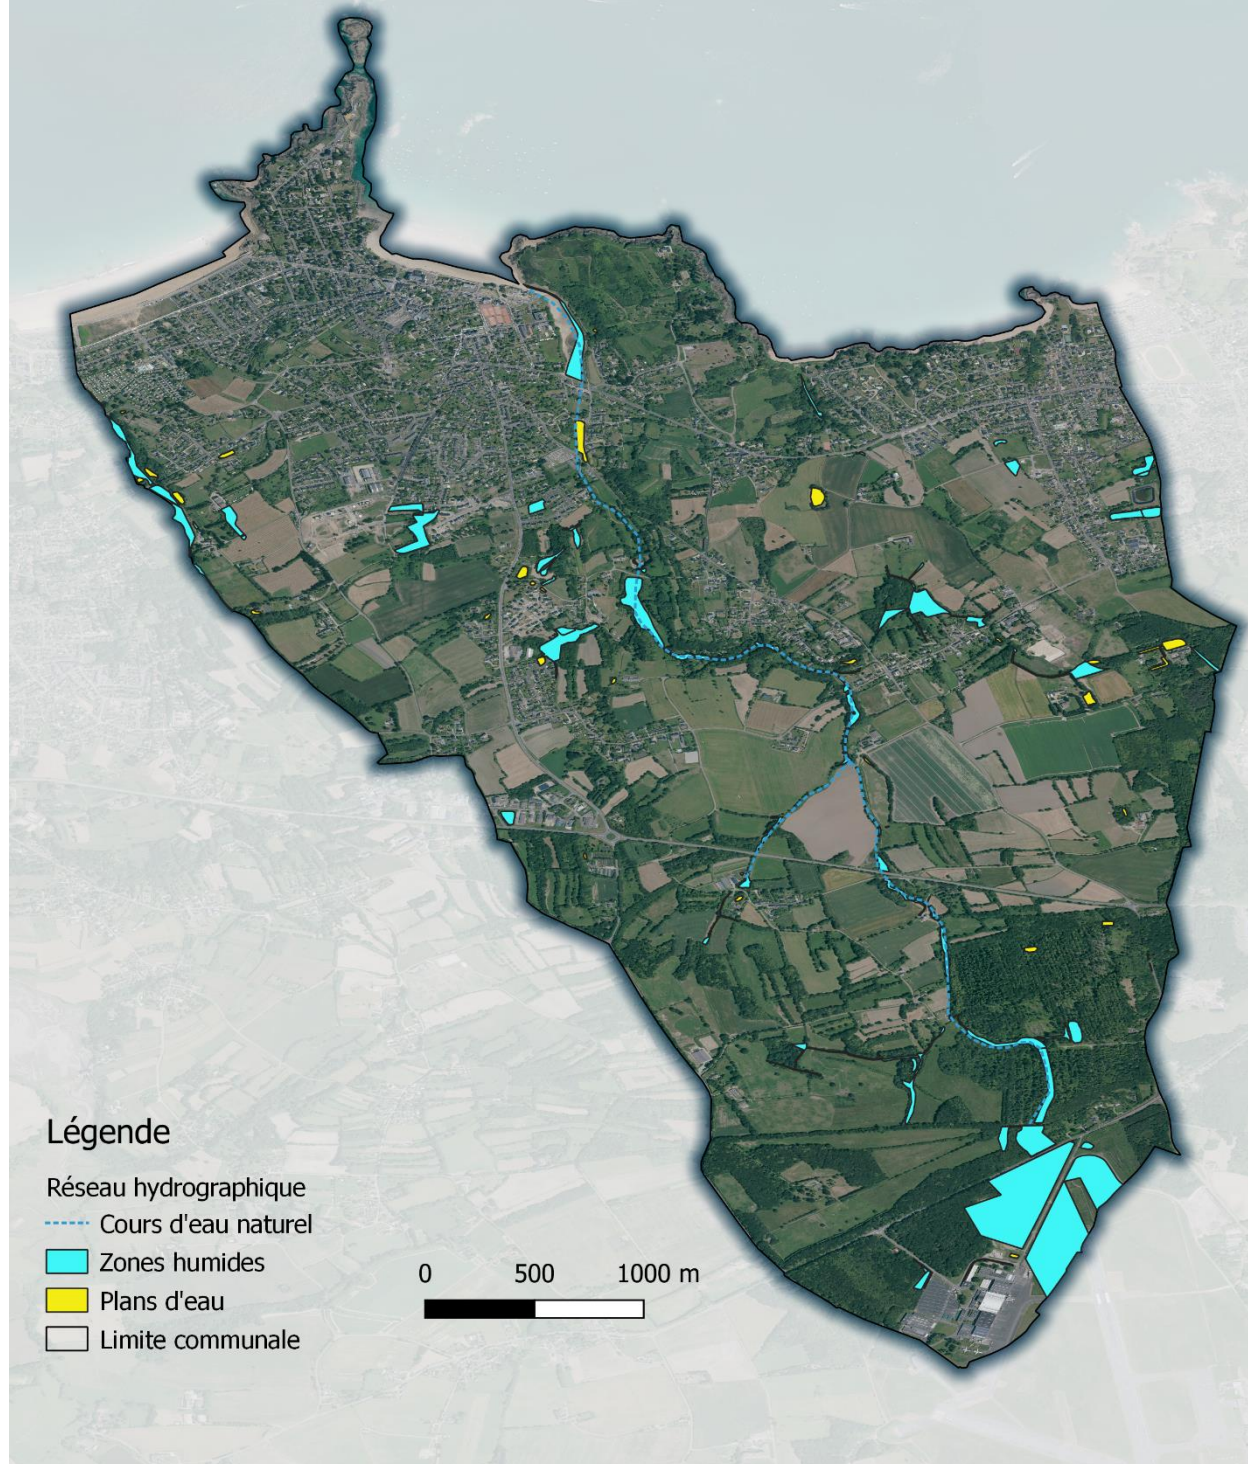 Légende
Réseau hydrographique
Cours d'eau naturel
Zones humides
Plans d'eau
Limite communale
0 500 1000 m